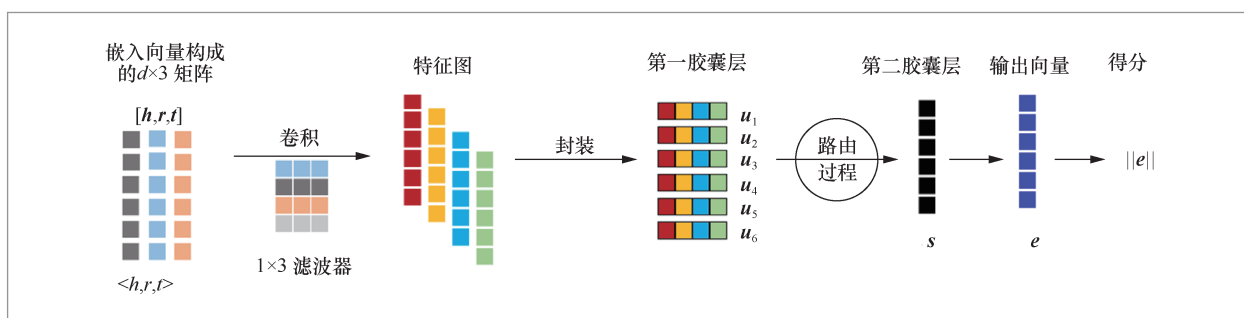 嵌入向量构成
的d×3 矩阵
[h,r,t]
<h,r,t>
卷积
1×3 滤波器
特征图
封装
第一胶囊层
u1
u2
u3
u4
u5
u6
路由
过程
第二胶囊层
s
输出向量
e
得分
||e||